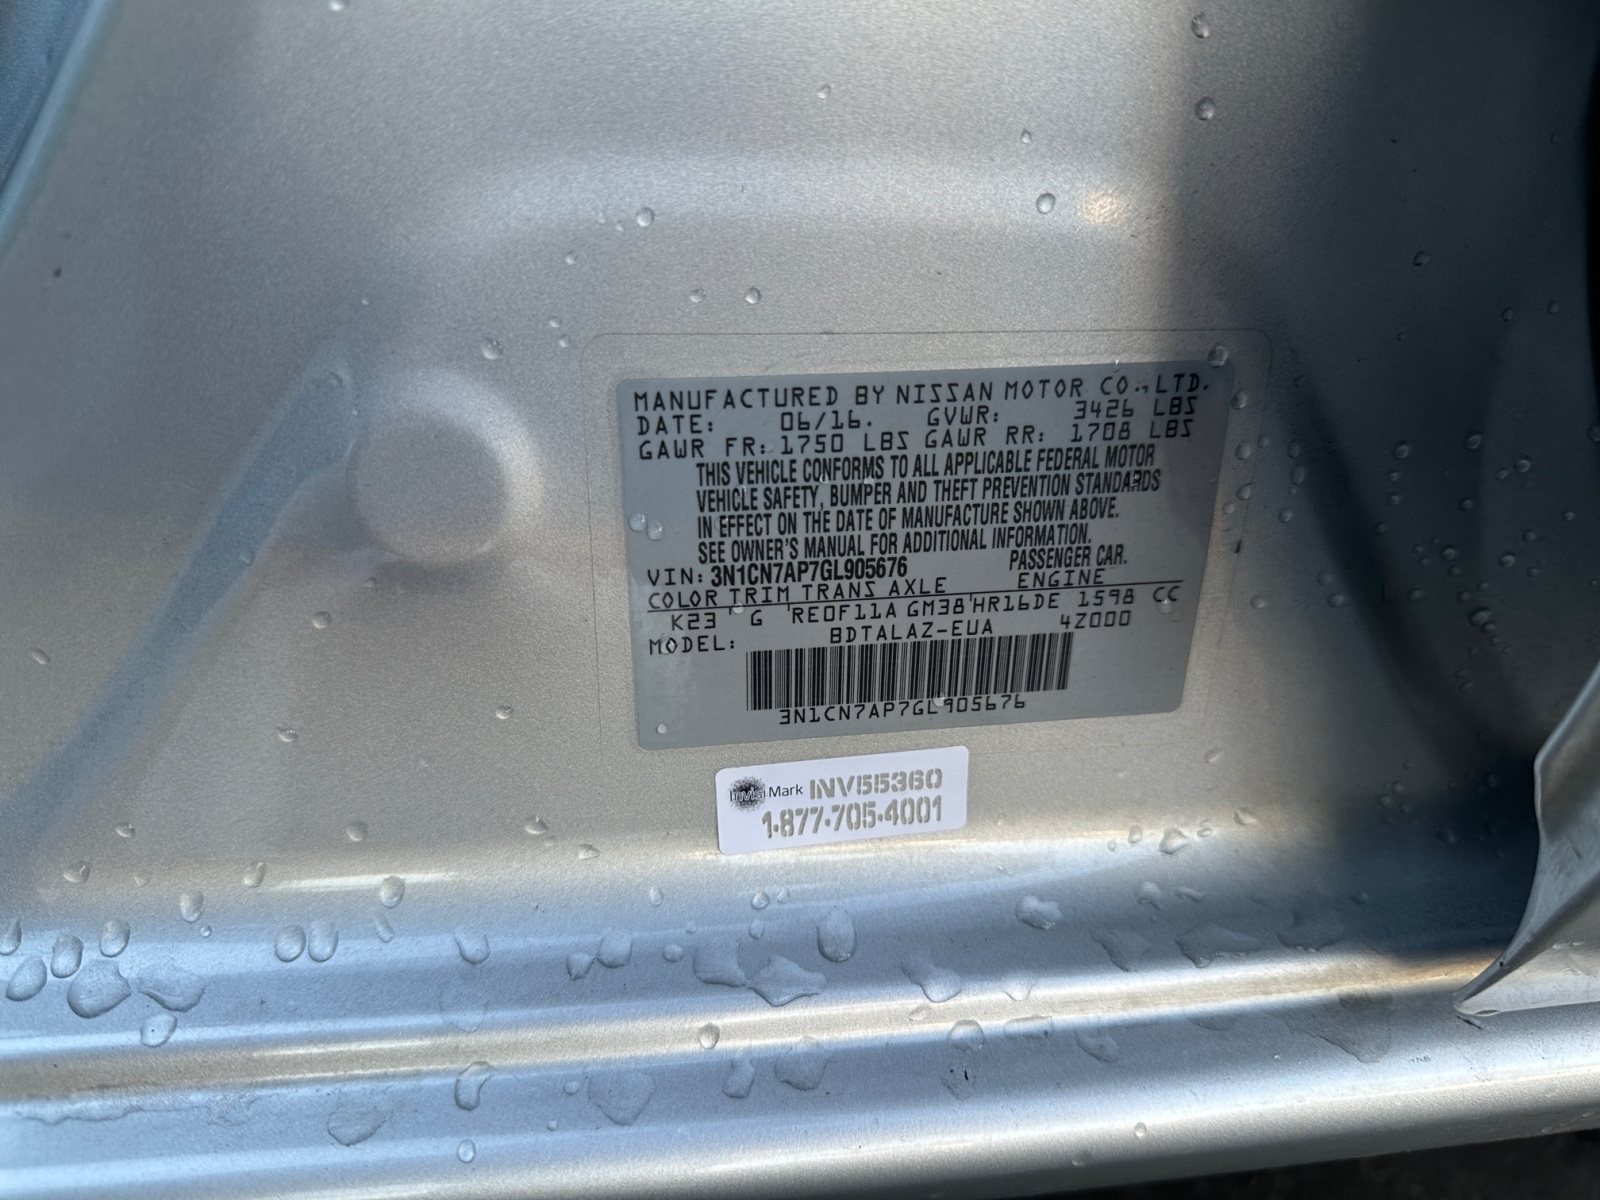 MANUFACTURED BY NISSAN MOTOR CO., LTD.
DATE: 06/16. GVWR: 3426 LBS
GAWR FR: 1750 LBS GAWR RR: 1708 LBS
THIS VEHICLE CONFORMS TO ALL APPLICABLE FEDERAL MOTOR
VEHICLE SAFETY, BUMPER AND THEFT PREVENTION STANDARDS
IN EFFECT ON THE DATE OF MANUFACTURE SHOWN ABOVE.
SEE OWNER'S MANUAL FOR ADDITIONAL INFORMATION.
VIN: 3N1CN7AP7GL905676 PASSENGER CAR.
COLOR TRIM TRANS AXLE ENGINE
K23 G RE0F11A GM38 HR16DE 1598 CC
MODEL: BDTALAZ-EUA 4Z000
3N1CN7AP7GL905676
InvisiMark INV55360
1-877-705-4001